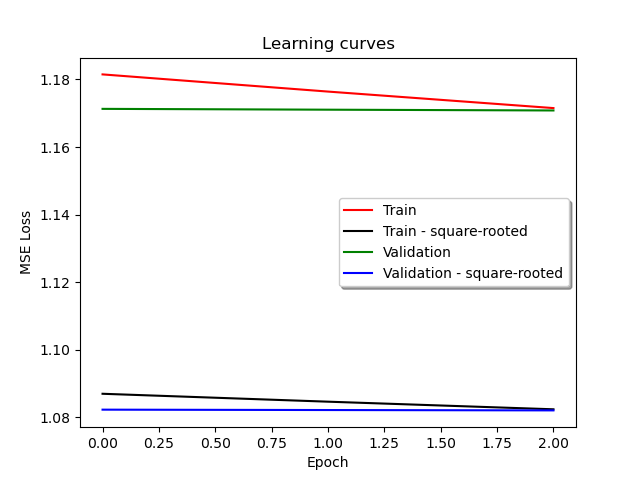 Learning curves
MSE Loss
1.18
1.16
1.14
1.12
1.10
1.08
Train
Train - square-rooted
Validation
Validation - square-rooted
0.00 0.25 0.50 0.75 1.00 1.25 1.50 1.75 2.00
Epoch